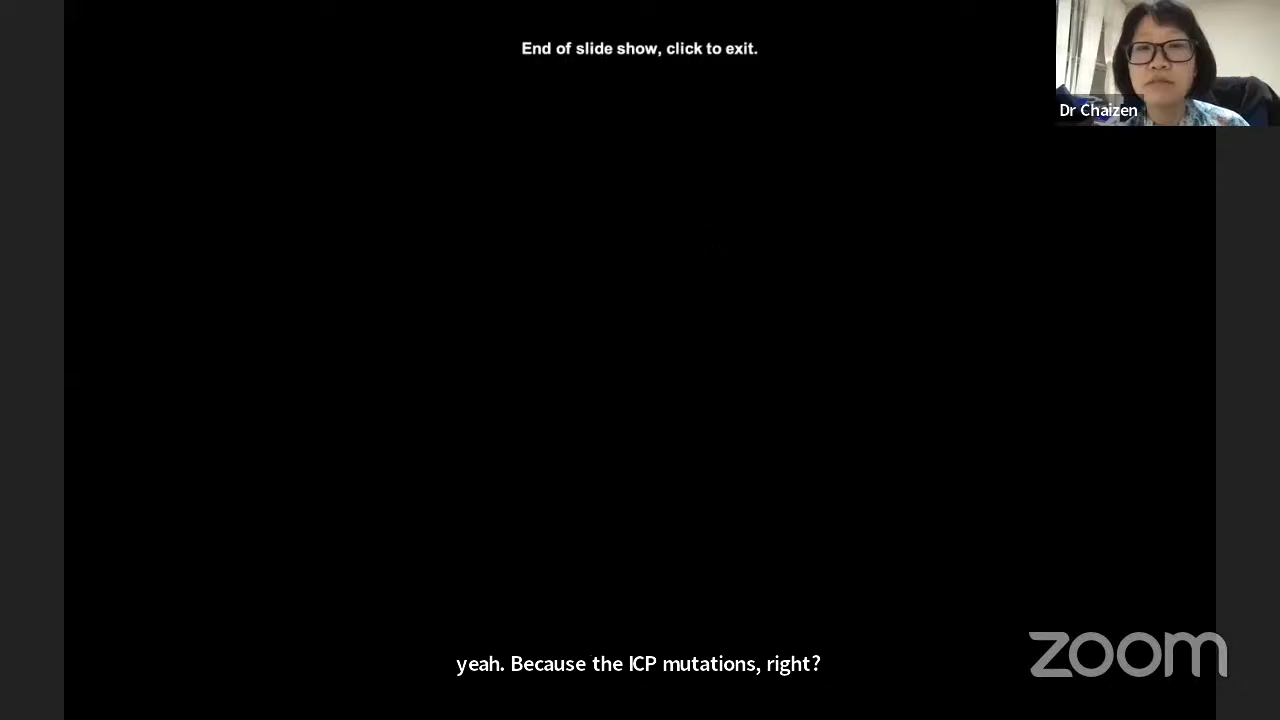 End of slide show, click to exit.
Dr Chaizen
yeah. Because the ICP mutations, right?
zoom